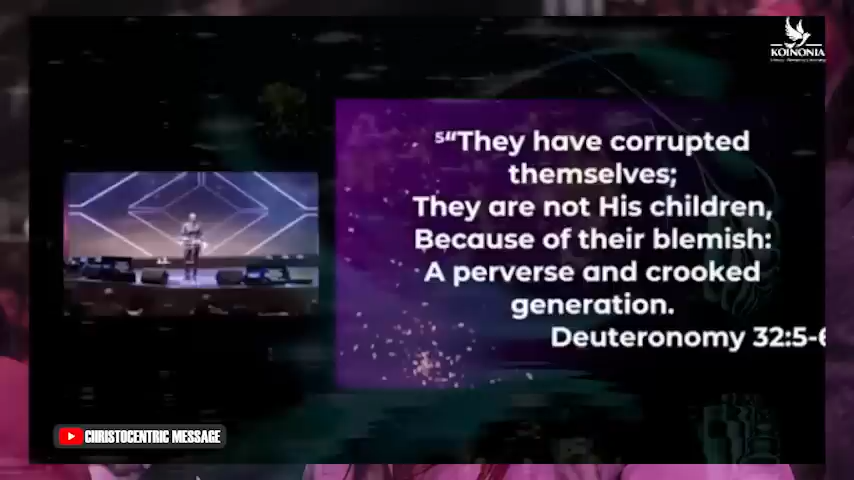 KOINONIA
⁵“They have corrupted
themselves;
They are not His children,
Because of their blemish:
A perverse and crooked
generation.
Deuteronomy 32:5-6
CHRISTOCENTRIC MESSAGE